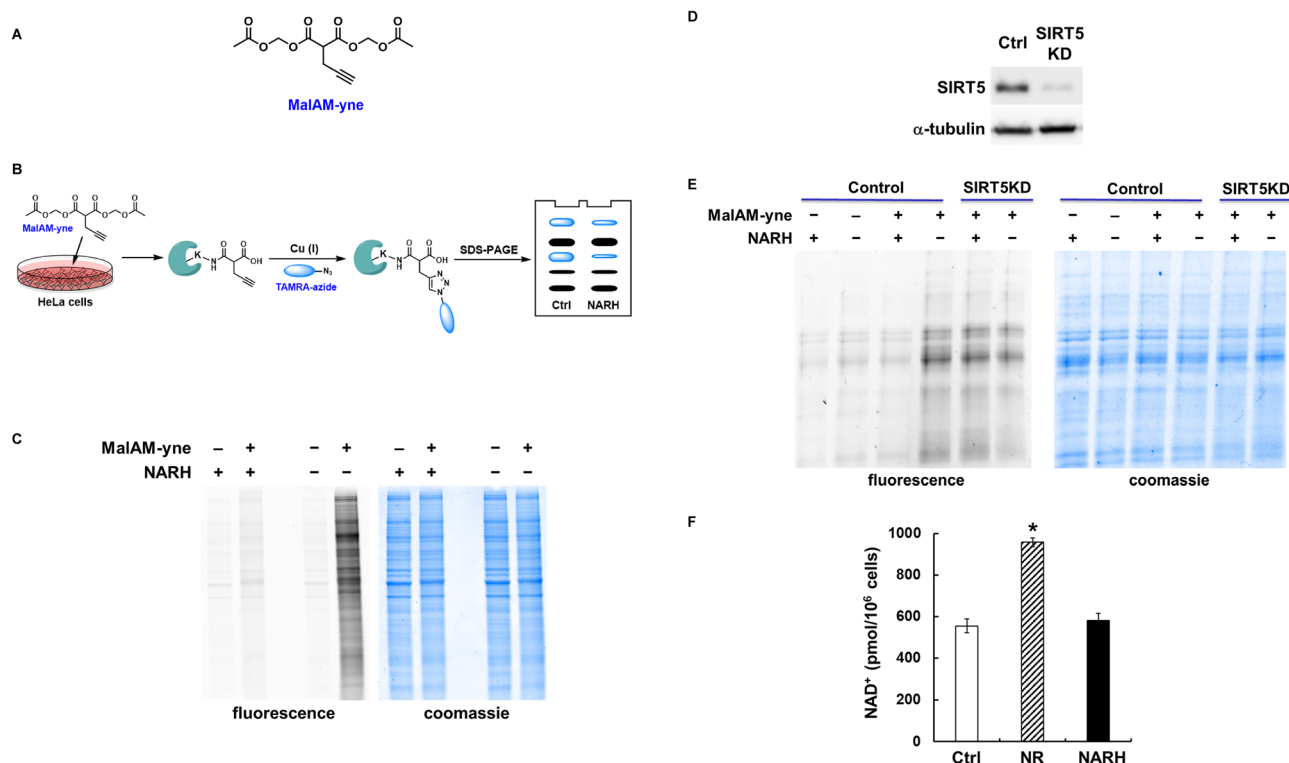 A
O O O O
O O O O
MalAM-yne
B
O O O O
O O O O
MalAM-yne
HeLa cells
K N H O O OH
Cu (I)
N3
TAMRA-azide
K N H O O OH
N N N
SDS-PAGE
Ctrl NARH
C
MalAM-yne – + – + – + – +
NARH + + – – + + – –
fluorescence coomassie
D
Ctrl SIRT5
KD
SIRT5
α-tubulin
E
Control SIRT5KD Control SIRT5KD
MalAM-yne – – + + + + – – + + + +
NARH + – + – + – + – + – + –
fluorescence coomassie
F
NAD+ (pmol/10^6 cells)
1000
800
600
400
200
0
*
Ctrl NR NARH